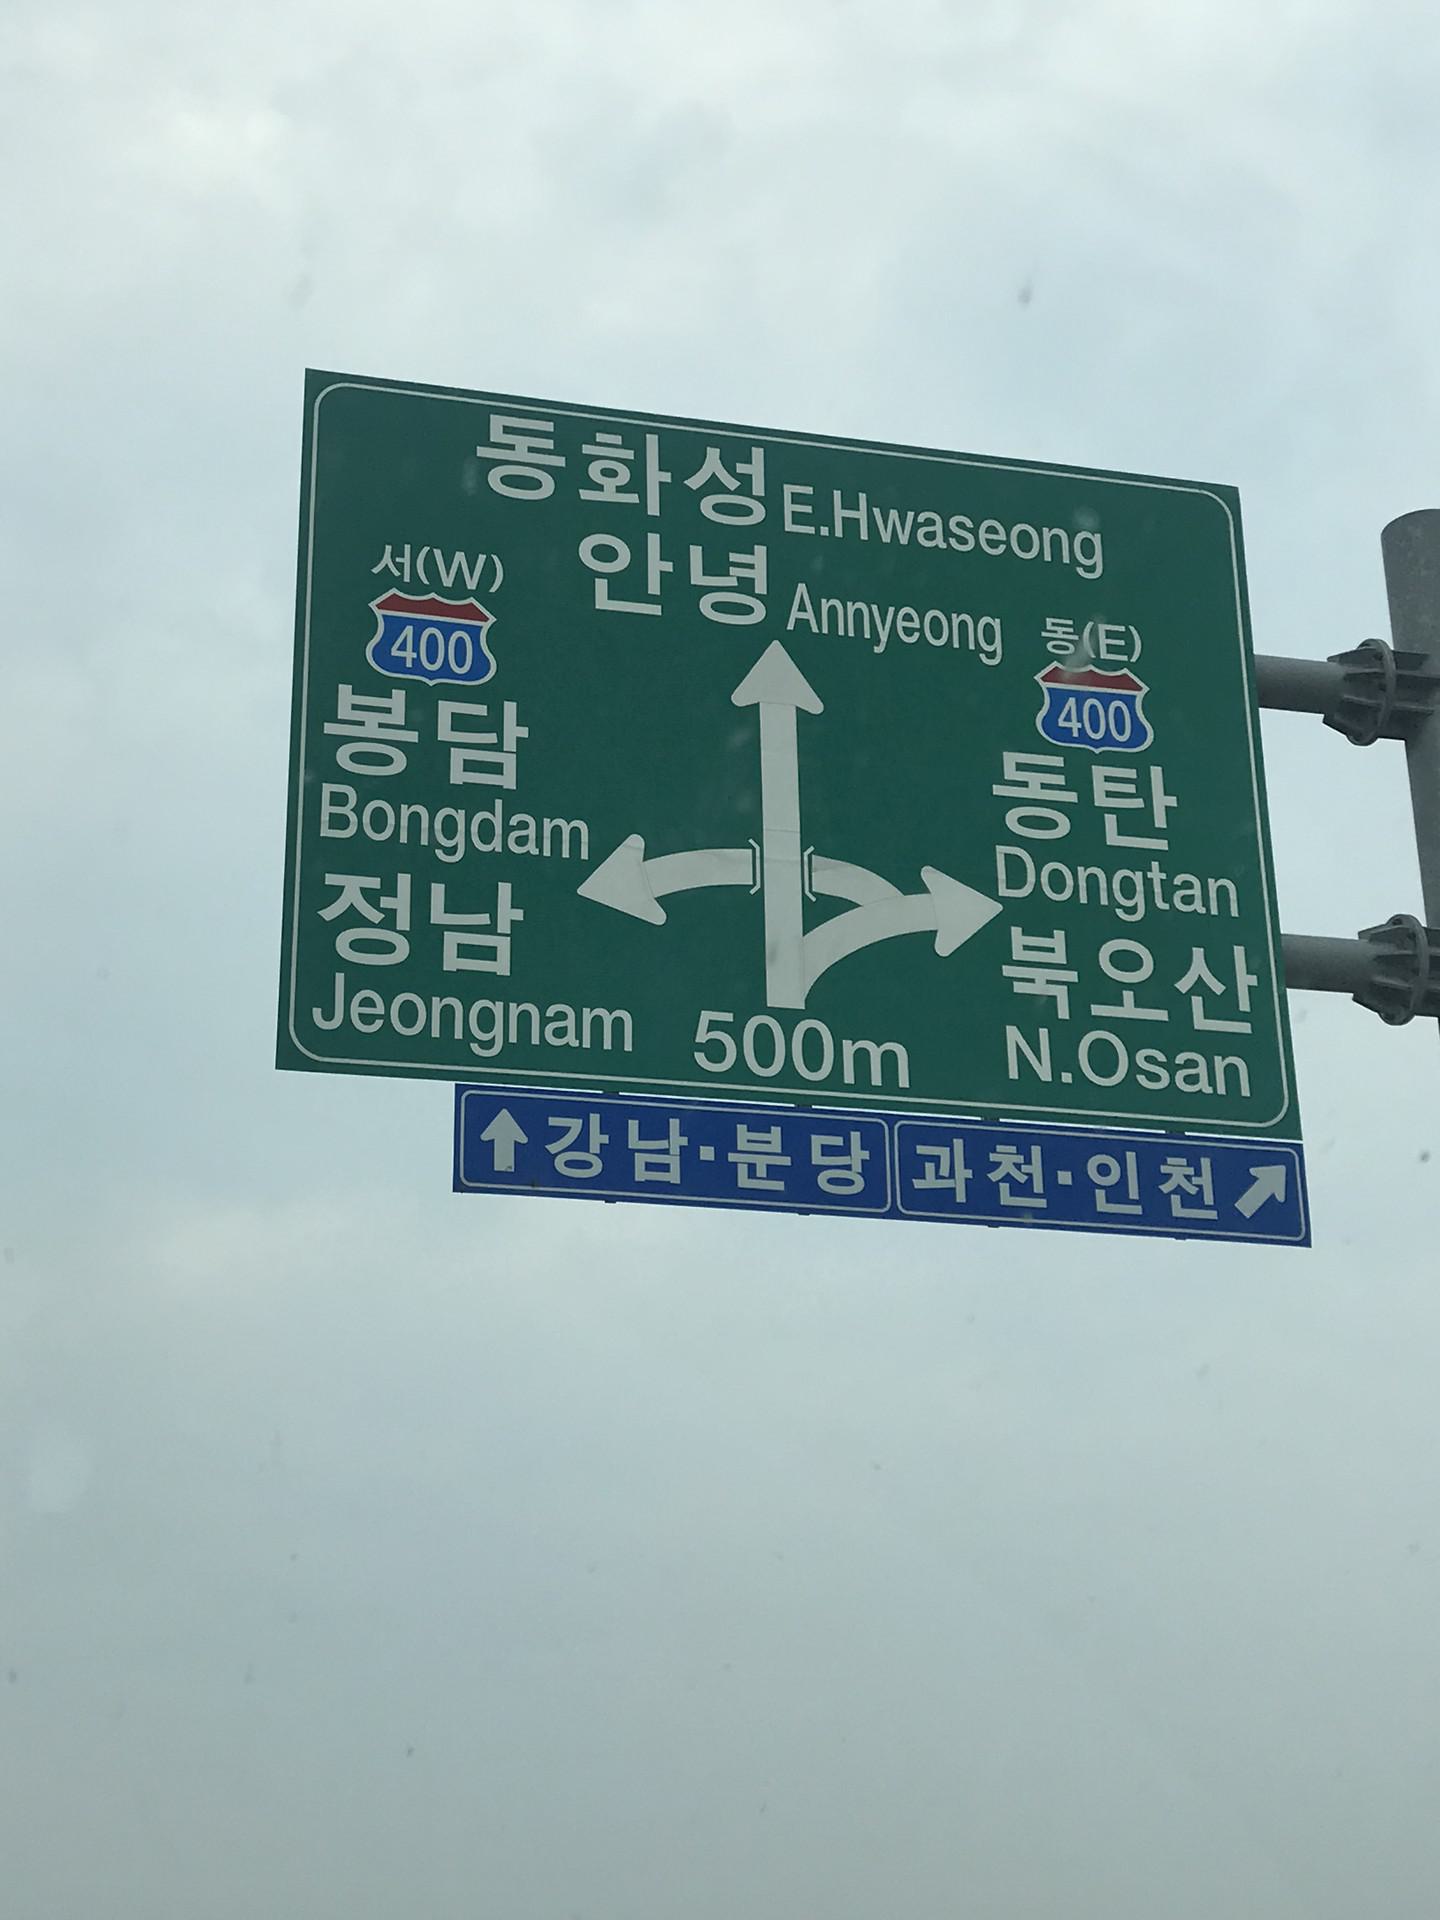 동화성 E.Hwaseong
안녕 Annyeong
서(W)
400
봉담
Bongdam
정남
Jeongnam
동(E)
400
동탄
Dongtan
북오산
N.Osan
500m
강남·분당
과천·인천